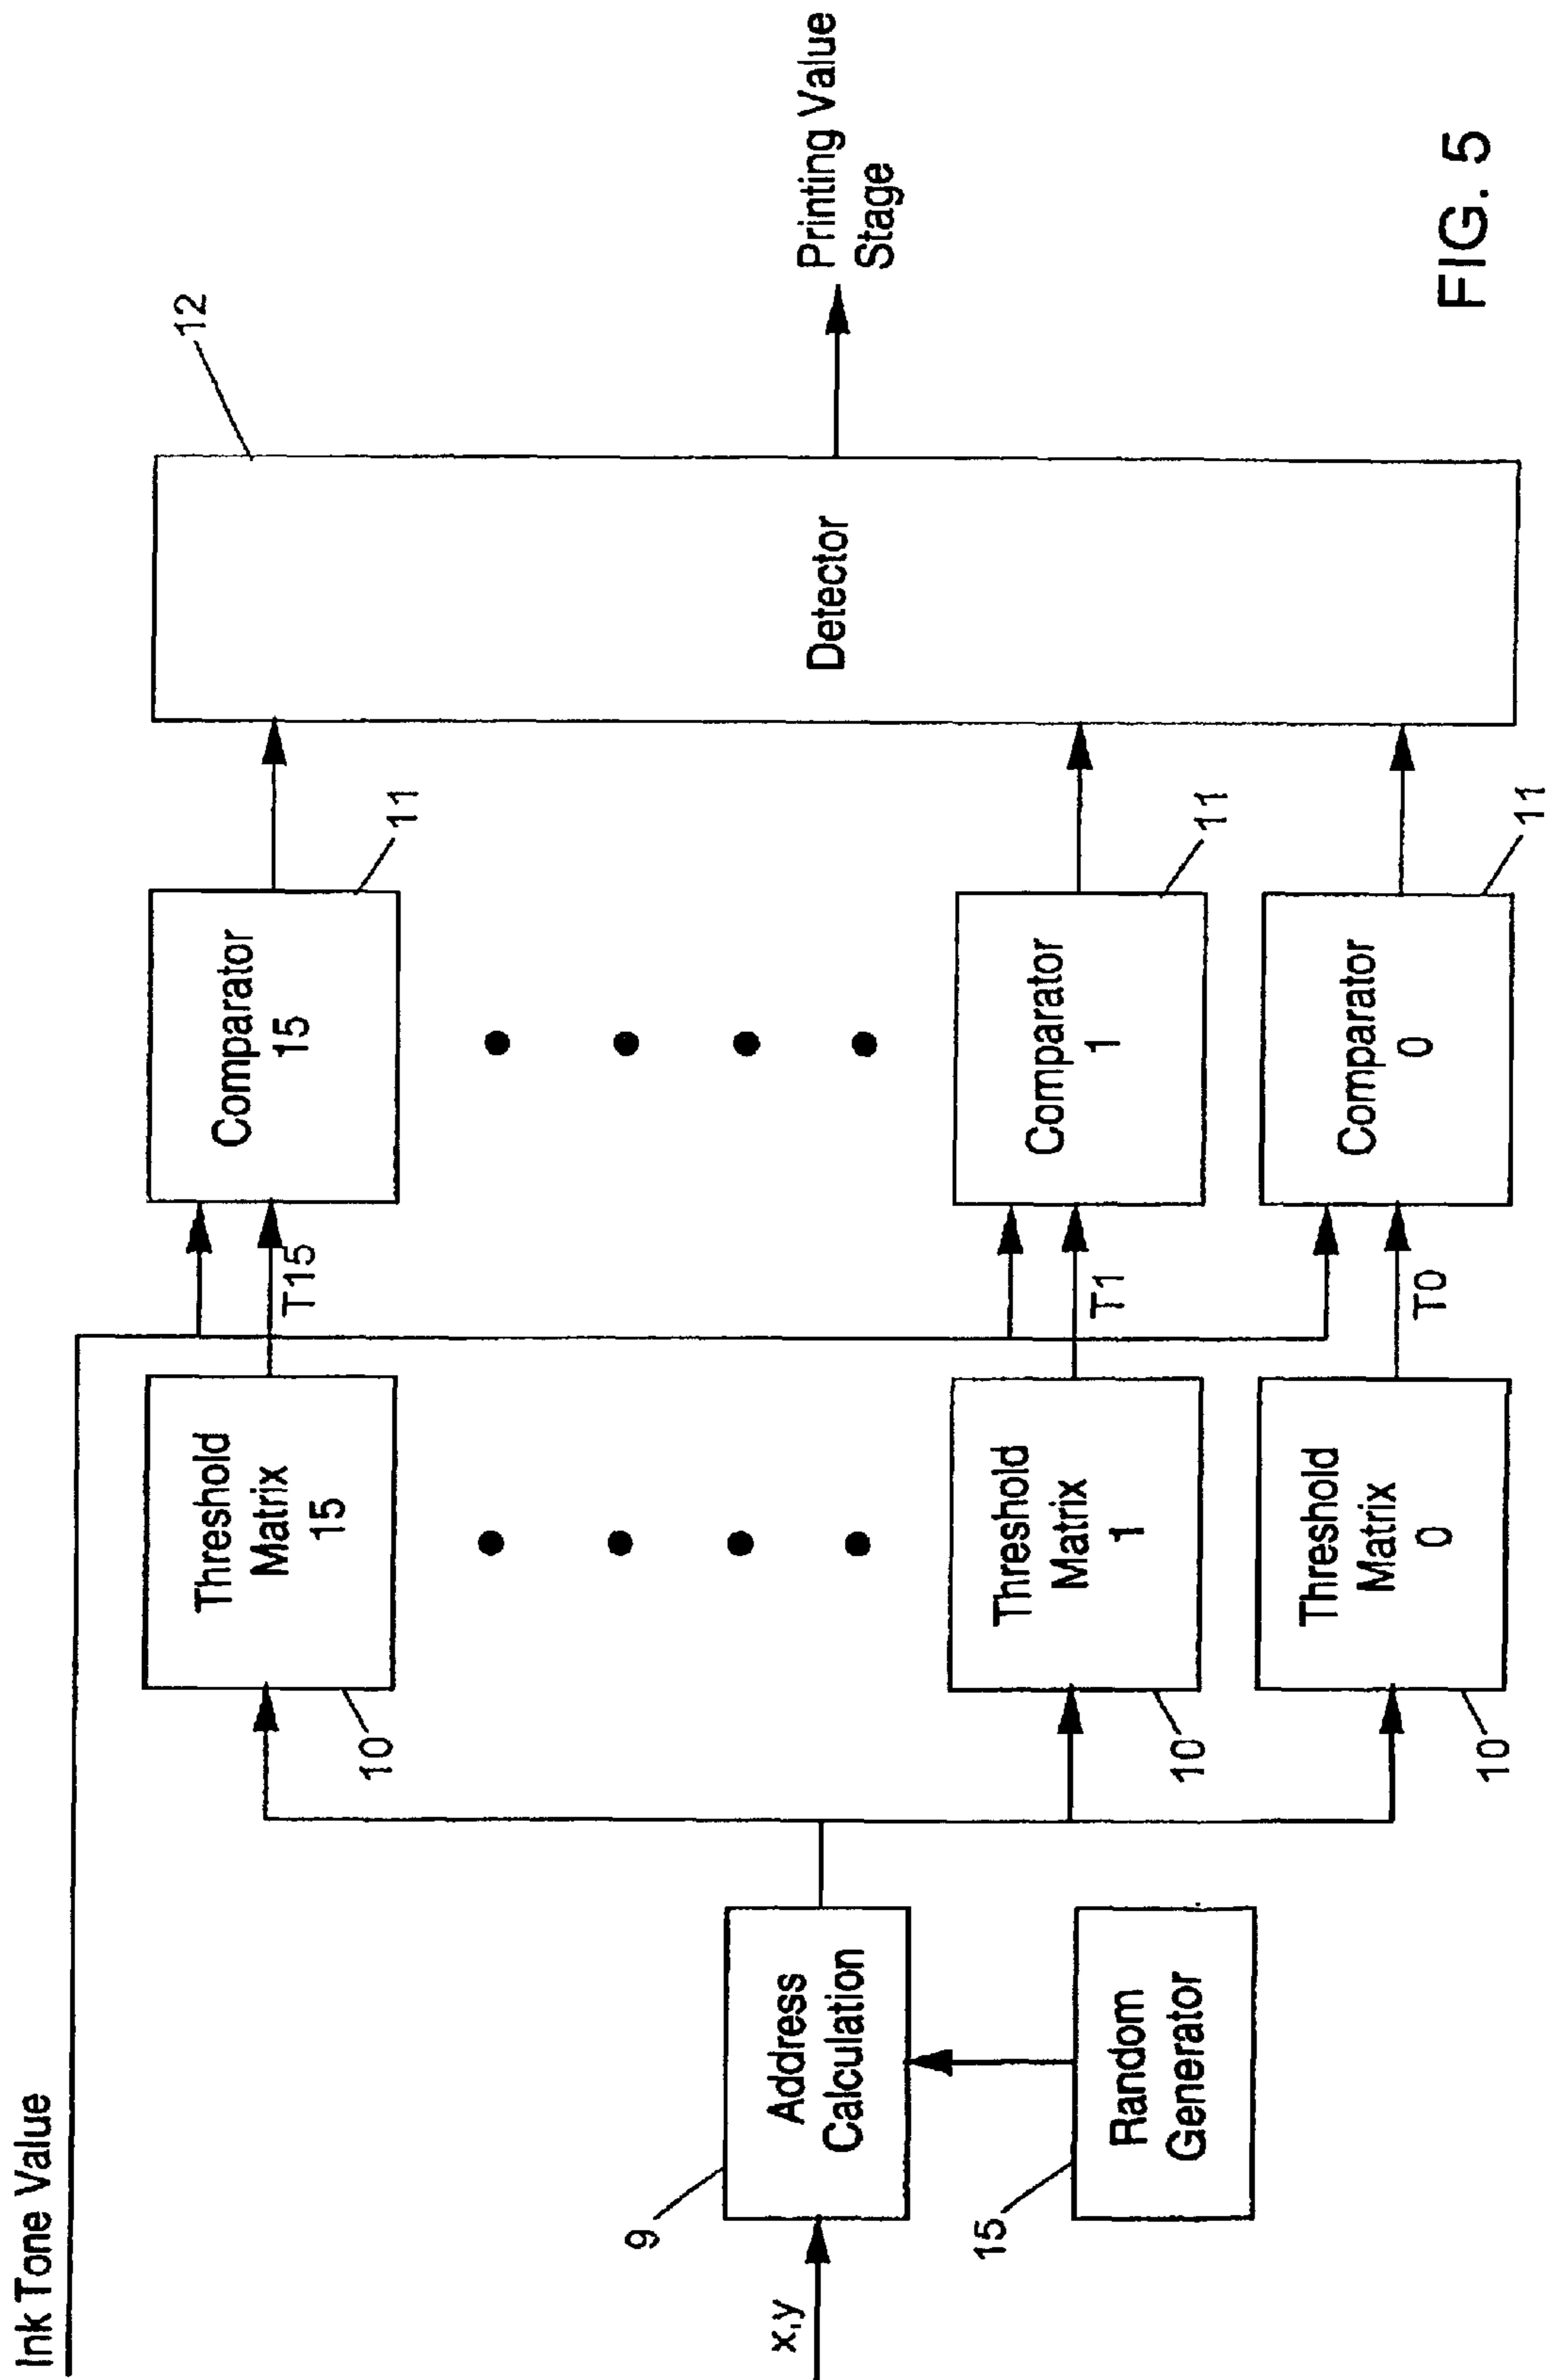 Ink Tone Value
x,y
9
Address
Calculation
15
Random
Generator
10
Threshold
Matrix
15
10
Threshold
Matrix
1
10
Threshold
Matrix
0
T15
T1
T0
Comparator
15
11
Comparator
1
11
Comparator
0
11
Detector
12
Printing Value
Stage
FIG. 5